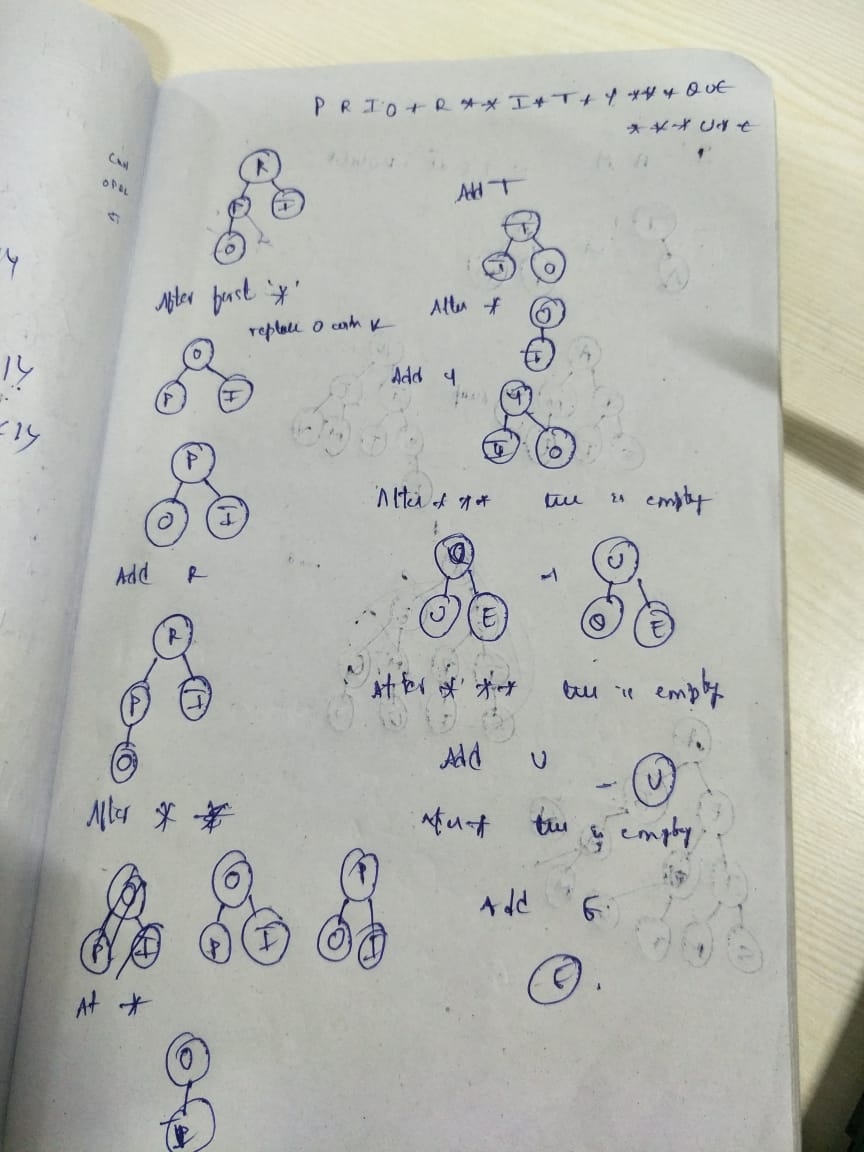 P R I O * R * * I * T * Y * * * Q U E
* * * U * E
R
P I
O
After first '*'
replace O with R
O
P I
P
O I
Add R
R
P I
O
After * *
O
P I
O
P I
P
O I
At *
O
I
Add T
T
I O
After *
O
I
Add Y
Y
I O
After * * * tree is empty
Q
U E
→
U
Q E
After * * * tree is empty
Add U - U
After * tree is empty
Add E
E.